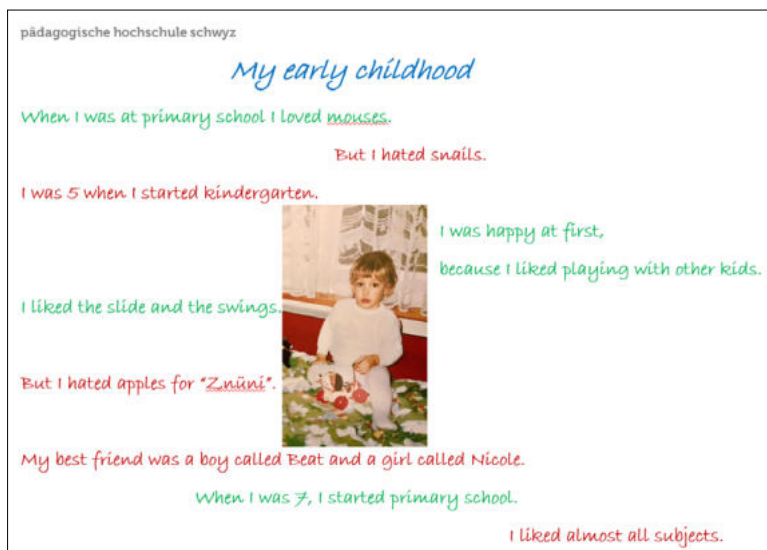 pädagogische hochschule schwyz
My early childhood
When I was at primary school I loved mouses.
But I hated snails.
I was 5 when I started kindergarten.
I was happy at first,
because I liked playing with other kids.
I liked the slide and the swings.
But I hated apples for "Znüni".
My best friend was a boy called Beat and a girl called Nicole.
When I was 7, I started primary school.
I liked almost all subjects.